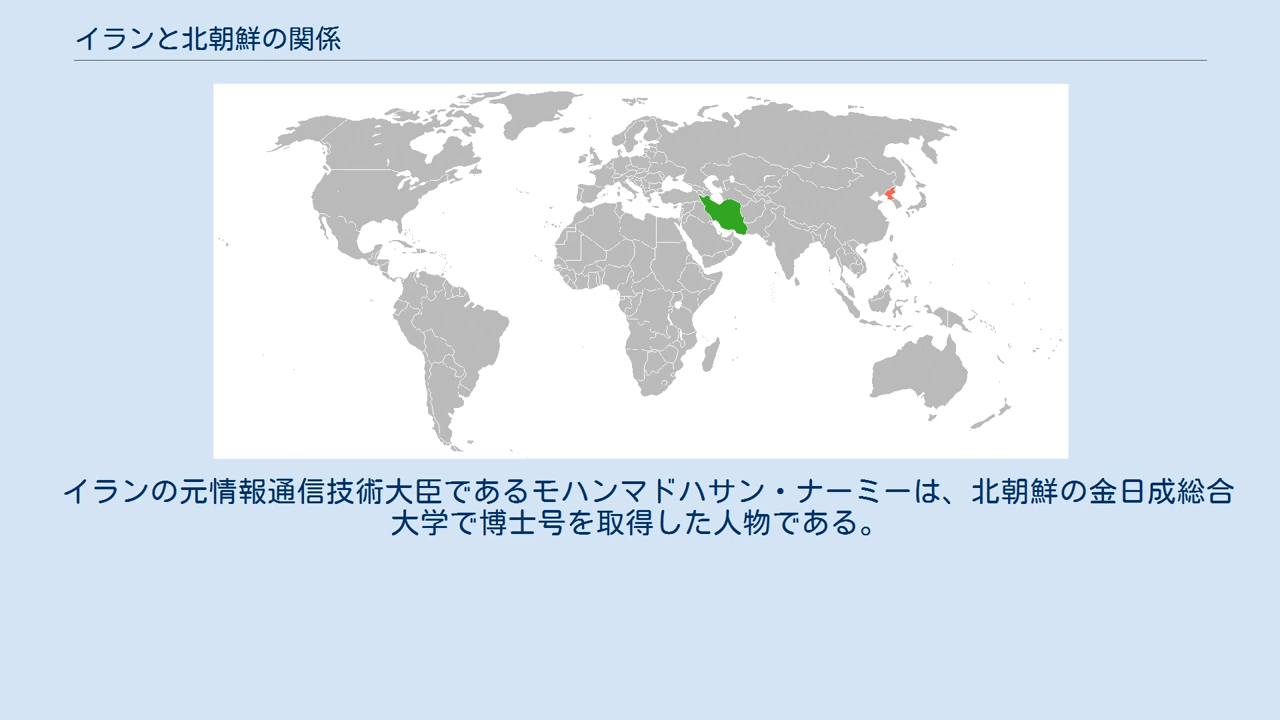 イランと北朝鮮の関係
イランの元情報通信技術大臣であるモハンマドハサン・ナーミーは、北朝鮮の金日成総合
大学で博士号を取得した人物である。